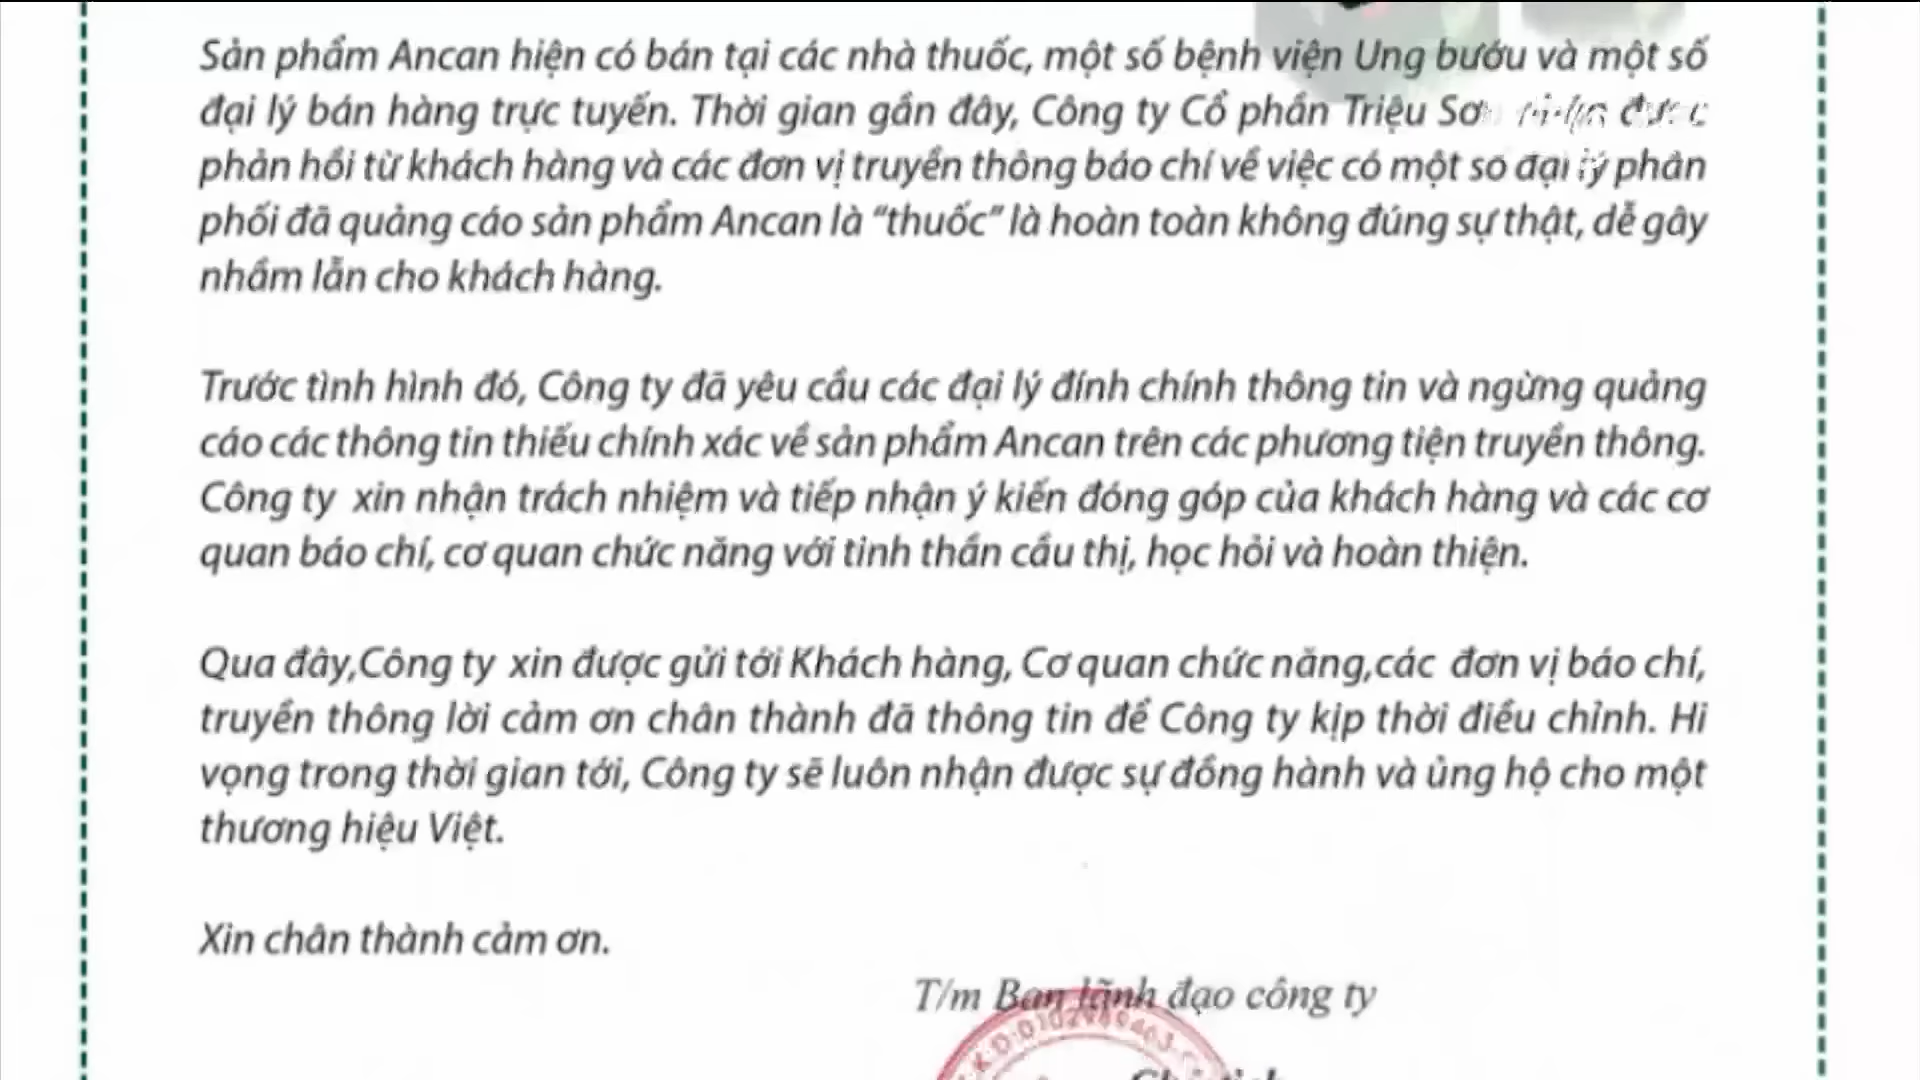 Sản phẩm Ancan hiện có bán tại các nhà thuốc, một số bệnh viện Ung bướu và một số
đại lý bán hàng trực tuyến. Thời gian gần đây, Công ty Cổ phần Triệu Sơn nhận được
phản hồi từ khách hàng và các đơn vị truyền thông báo chí về việc có một số đại lý phân
phối đã quảng cáo sản phẩm Ancan là “thuốc” là hoàn toàn không đúng sự thật, dễ gây
nhầm lẫn cho khách hàng.
Trước tình hình đó, Công ty đã yêu cầu các đại lý đính chính thông tin và ngừng quảng
cáo các thông tin thiếu chính xác về sản phẩm Ancan trên các phương tiện truyền thông.
Công ty xin nhận trách nhiệm và tiếp nhận ý kiến đóng góp của khách hàng và các cơ
quan báo chí, cơ quan chức năng với tinh thần cầu thị, học hỏi và hoàn thiện.
Qua đây,Công ty xin được gửi tới Khách hàng, Cơ quan chức năng,các đơn vị báo chí,
truyền thông lời cảm ơn chân thành đã thông tin để Công ty kịp thời điều chỉnh. Hi
vọng trong thời gian tới, Công ty sẽ luôn nhận được sự đồng hành và ủng hộ cho một
thương hiệu Việt.
Xin chân thành cảm ơn.
T/m Ban lãnh đạo công ty